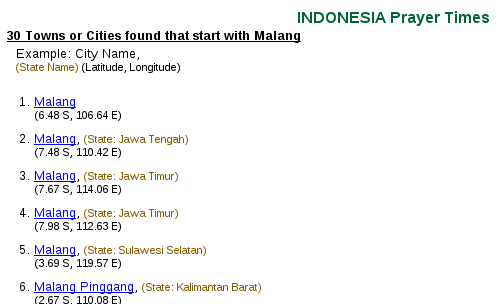 INDONESIA Prayer Times
30 Towns or Cities found that start with Malang
Example: City Name,
(State Name) (Latitude, Longitude)
1. Malang
(6.48 S, 106.64 E)
2. Malang, (State: Jawa Tengah)
(7.48 S, 110.42 E)
3. Malang, (State: Jawa Timur)
(7.67 S, 114.06 E)
4. Malang, (State: Jawa Timur)
(7.98 S, 112.63 E)
5. Malang, (State: Sulawesi Selatan)
(3.69 S, 119.57 E)
6. Malang Pinggang, (State: Kalimantan Barat)
(2.67 S, 110.08 E)